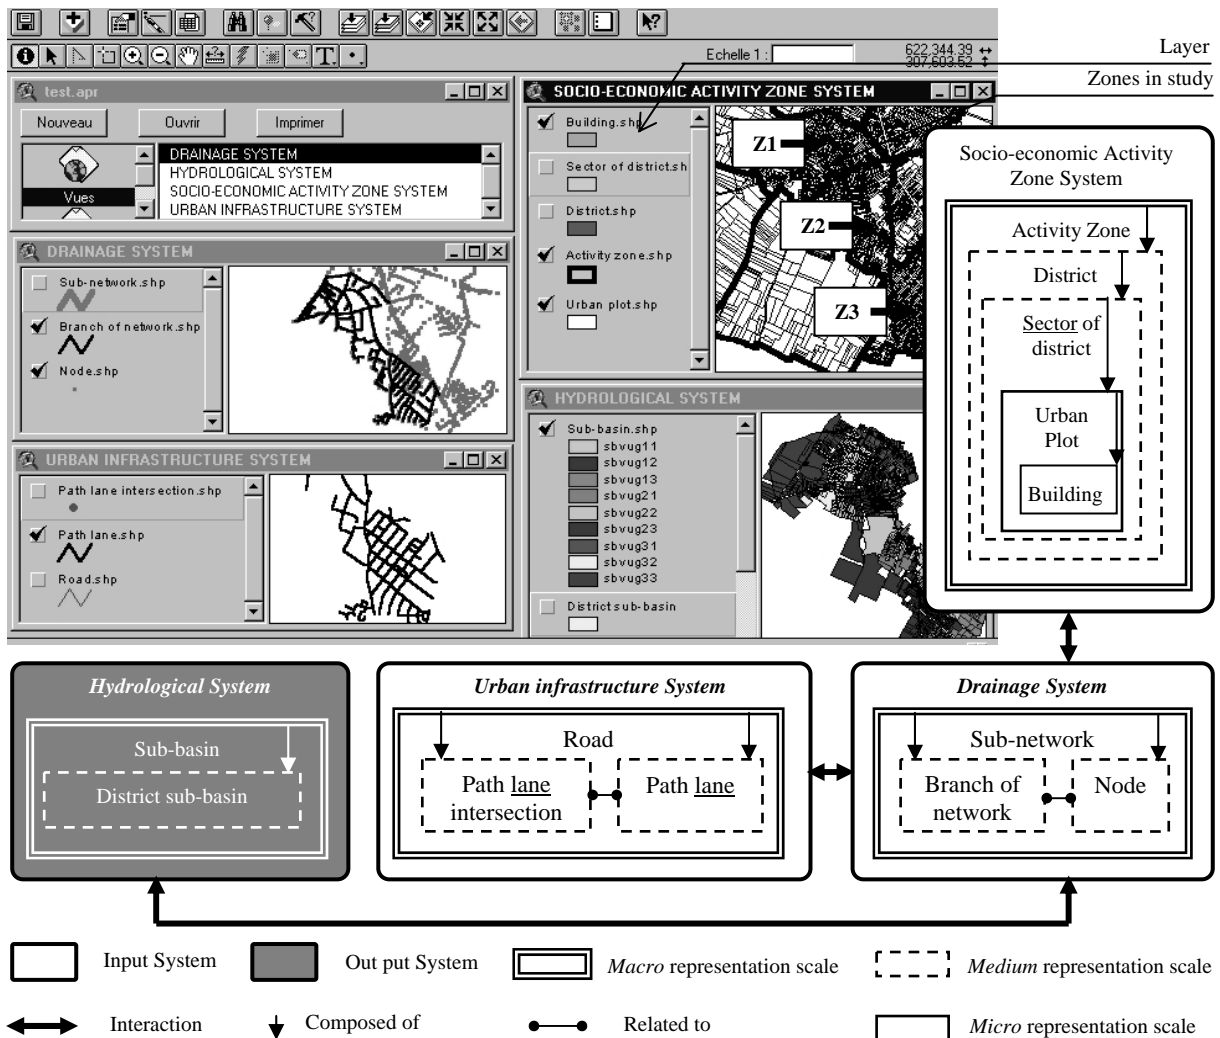 Echelle 1 :
622,344.39
307,603.52
Layer
Zones in study
test.apr
Nouveau
Ouvrir
Imprimer
Vues
DRAINAGE SYSTEM
HYDROLOGICAL SYSTEM
SOCIO-ECONOMIC ACTIVITY ZONE SYSTEM
URBAN INFRASTRUCTURE SYSTEM
SOCIO-ECONOMIC ACTIVITY ZONE SYSTEM
Building.shp
Sector of district.sh
District.shp
Activity zone.shp
Urban plot.shp
Z1
Z2
Z3
DRAINAGE SYSTEM
Sub-network.shp
Branch of network.shp
Node.shp
URBAN INFRASTRUCTURE SYSTEM
Path lane intersection.shp
Path lane.shp
Road.shp
HYDROLOGICAL SYSTEM
Sub-basin.shp
sbvug11
sbvug12
sbvug13
sbvug21
sbvug22
sbvug23
sbvug31
sbvug32
sbvug33
District sub-basin
Socio-economic Activity
Zone System
Activity Zone
District
Sector of
district
Urban
Plot
Building
Hydrological System
Sub-basin
District sub-basin
Urban infrastructure System
Road
Path lane
intersection
Path lane
Drainage System
Sub-network
Branch of
network
Node
Input System
Out put System
Macro representation scale
Medium representation scale
Interaction
Composed of
Related to
Micro representation scale